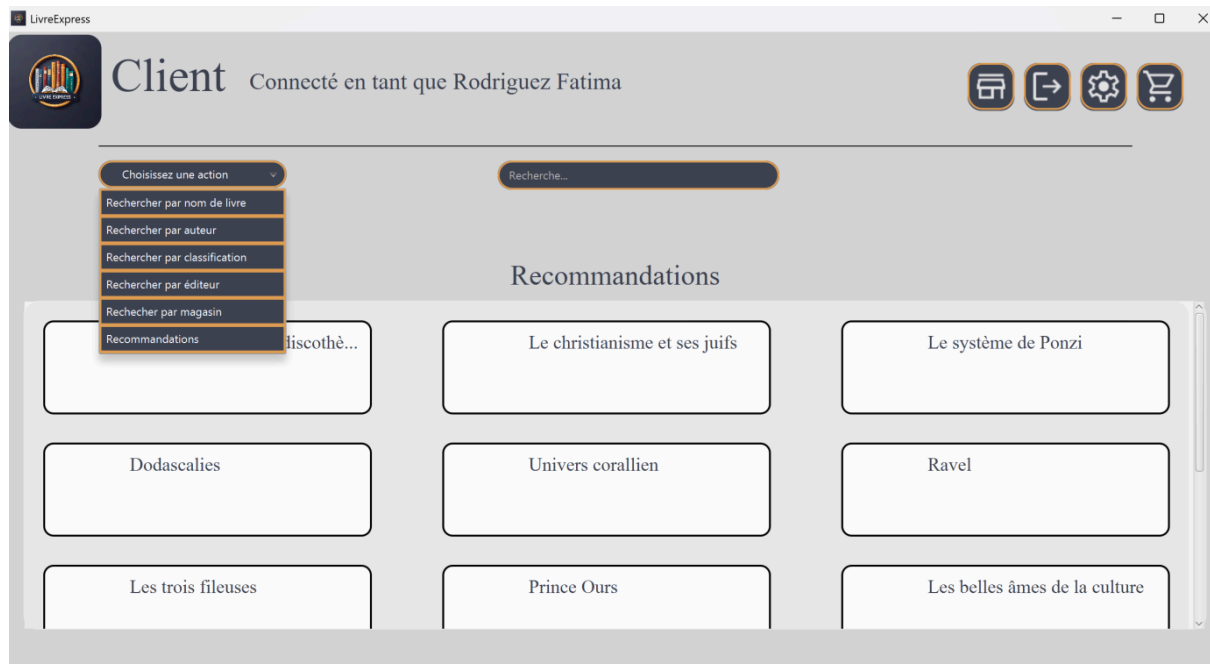 LivreExpress
LIVRE EXPRESS
Client Connecté en tant que Rodriguez Fatima
Choisissez une action
Recherche...
Rechercher par nom de livre
Rechercher par auteur
Rechercher par classification
Rechercher par éditeur
Rechecher par magasin
Recommandations
Recommandations
discothè...
Le christianisme et ses juifs
Le système de Ponzi
Dodascalies
Univers corallien
Ravel
Les trois fileuses
Prince Ours
Les belles âmes de la culture